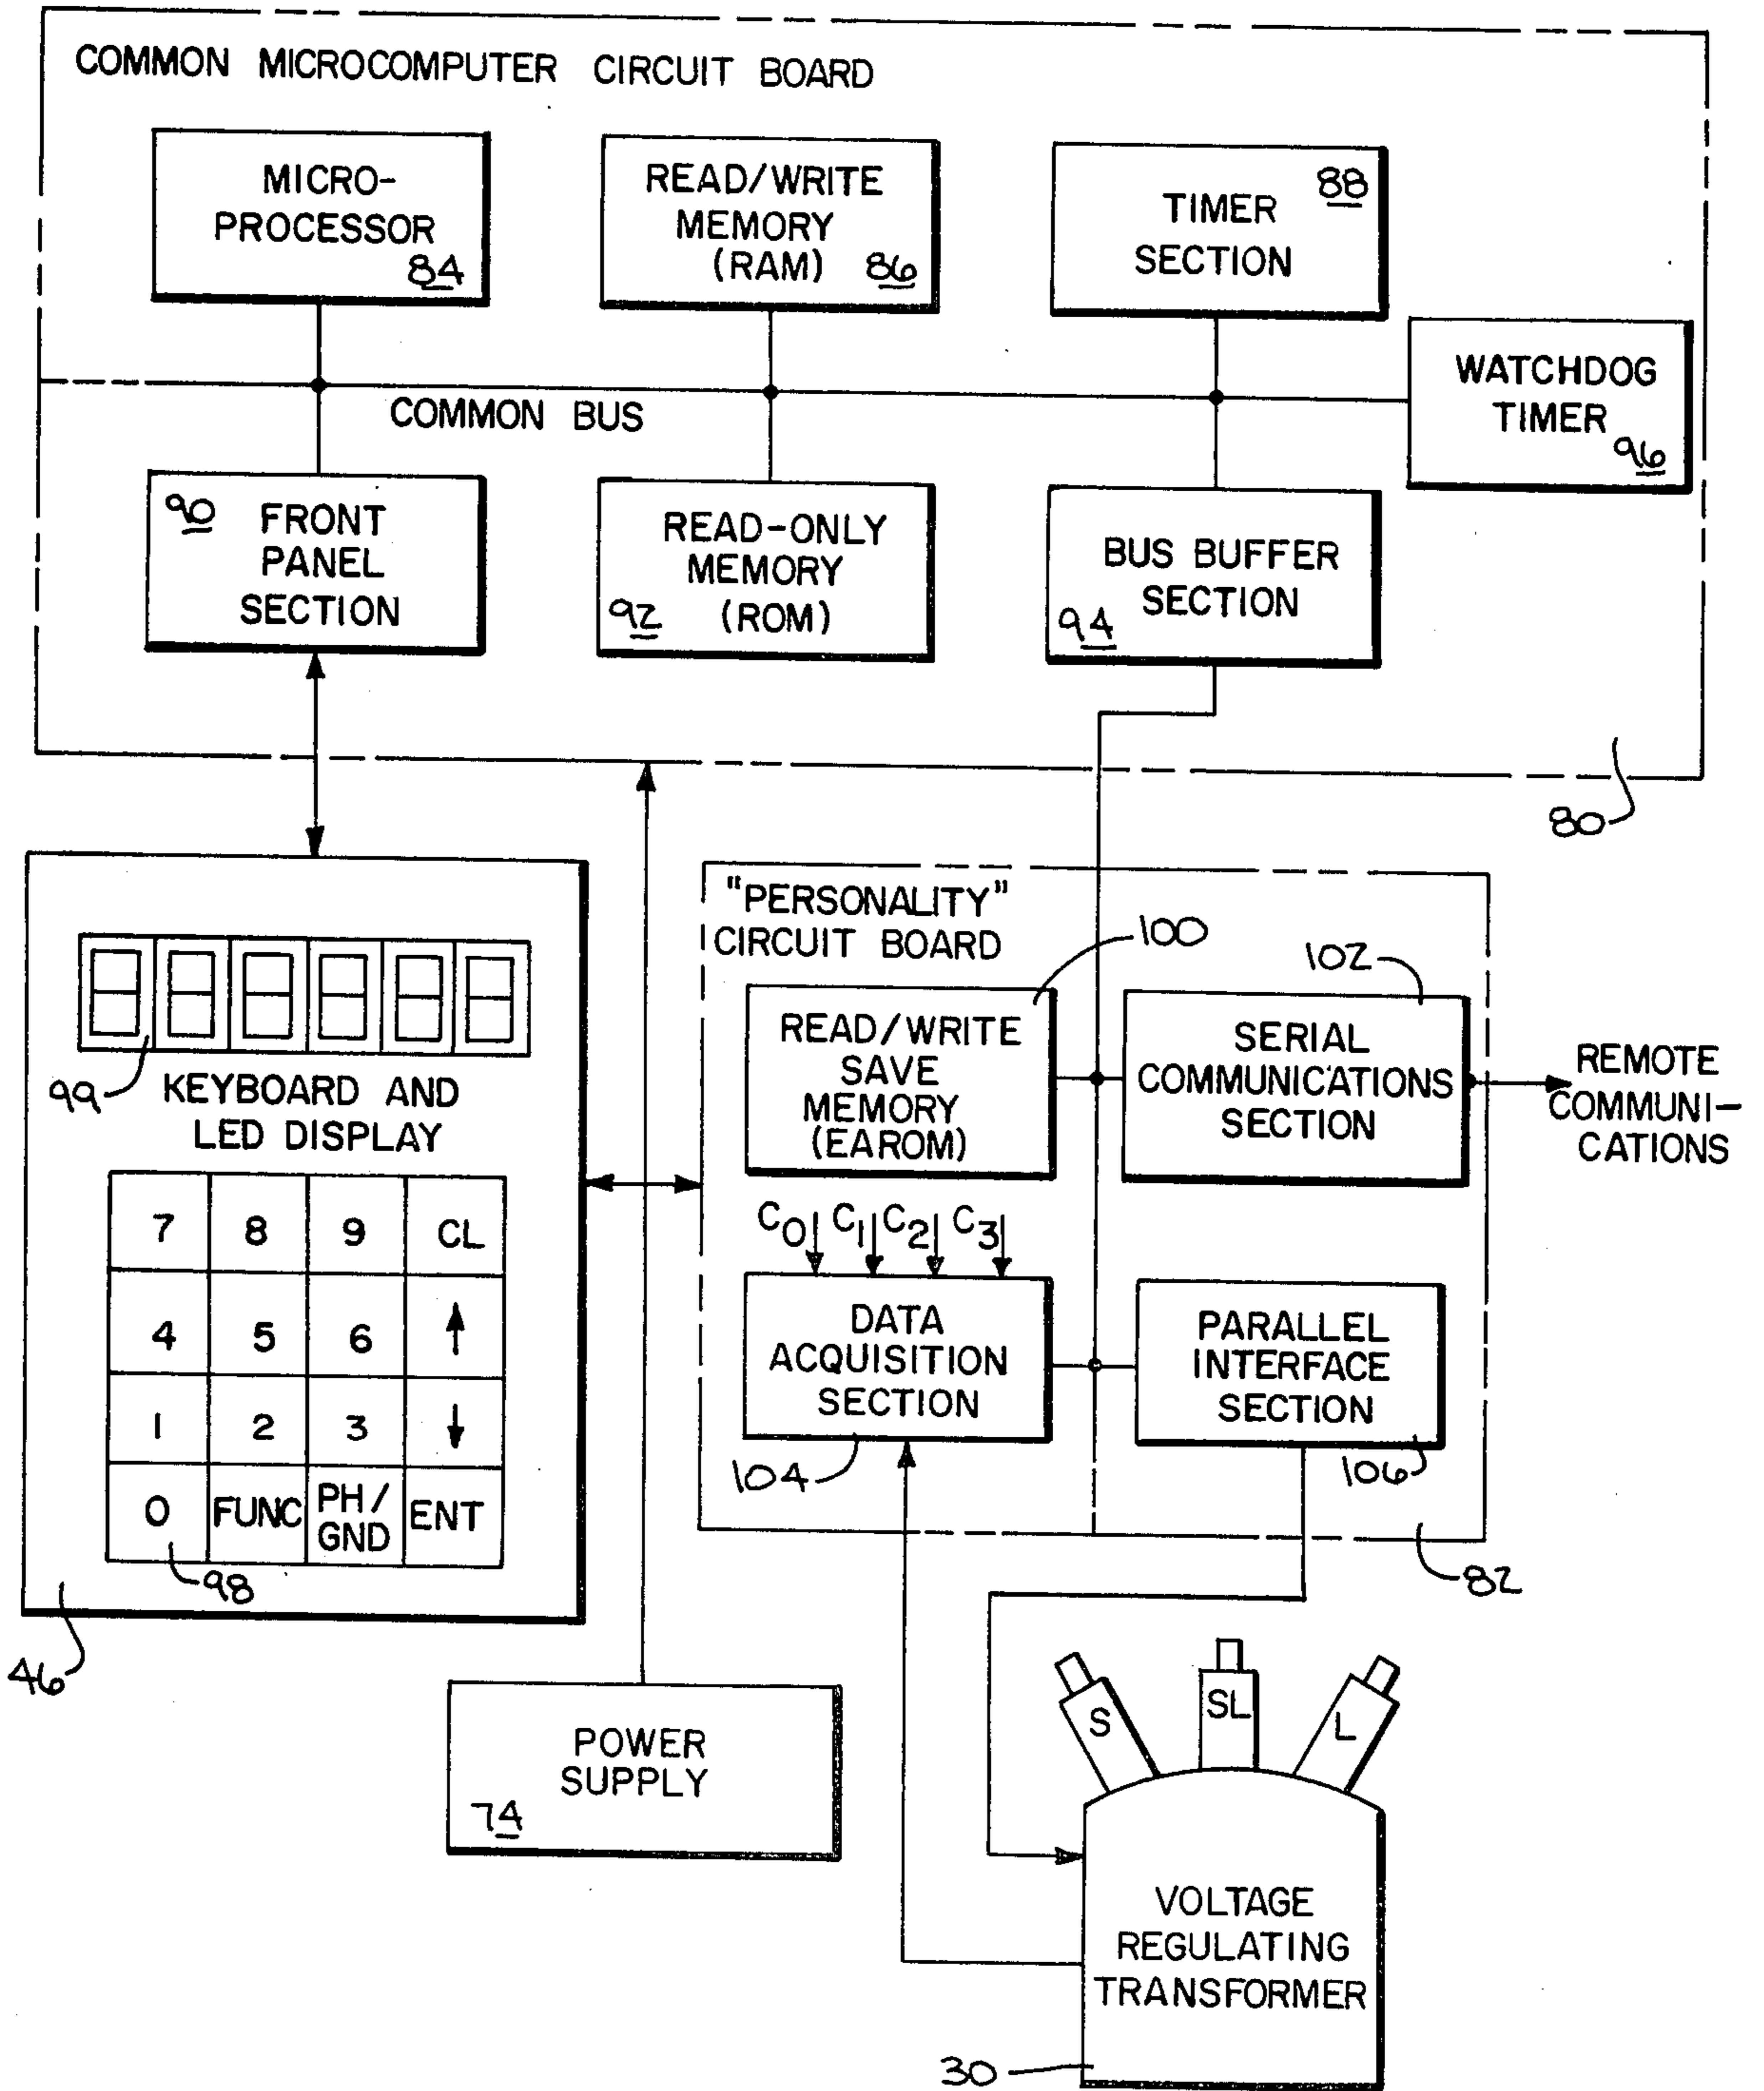 COMMON MICROCOMPUTER CIRCUIT BOARD
MICRO-
PROCESSOR
84
READ/WRITE
MEMORY
(RAM) 86
88
TIMER
SECTION
WATCHDOG
TIMER
96
COMMON BUS
90 FRONT
PANEL
SECTION
READ-ONLY
MEMORY
92 (ROM)
BUS BUFFER
SECTION
94
80
99
KEYBOARD AND
LED DISPLAY
7 8 9 CL
4 5 6 ↑
1 2 3 ↓
0 FUNC PH/
GND ENT
98
46
"PERSONALITY"
CIRCUIT BOARD
100
102
READ/WRITE
SAVE
MEMORY
(EAROM)
SERIAL
COMMUNICATIONS
SECTION
REMOTE
COMMUNI-
CATIONS
C0 C1 C2 C3
DATA
ACQUISITION
SECTION
104
PARALLEL
INTERFACE
SECTION
106
82
POWER
SUPPLY
74
S SL L
VOLTAGE
REGULATING
TRANSFORMER
30